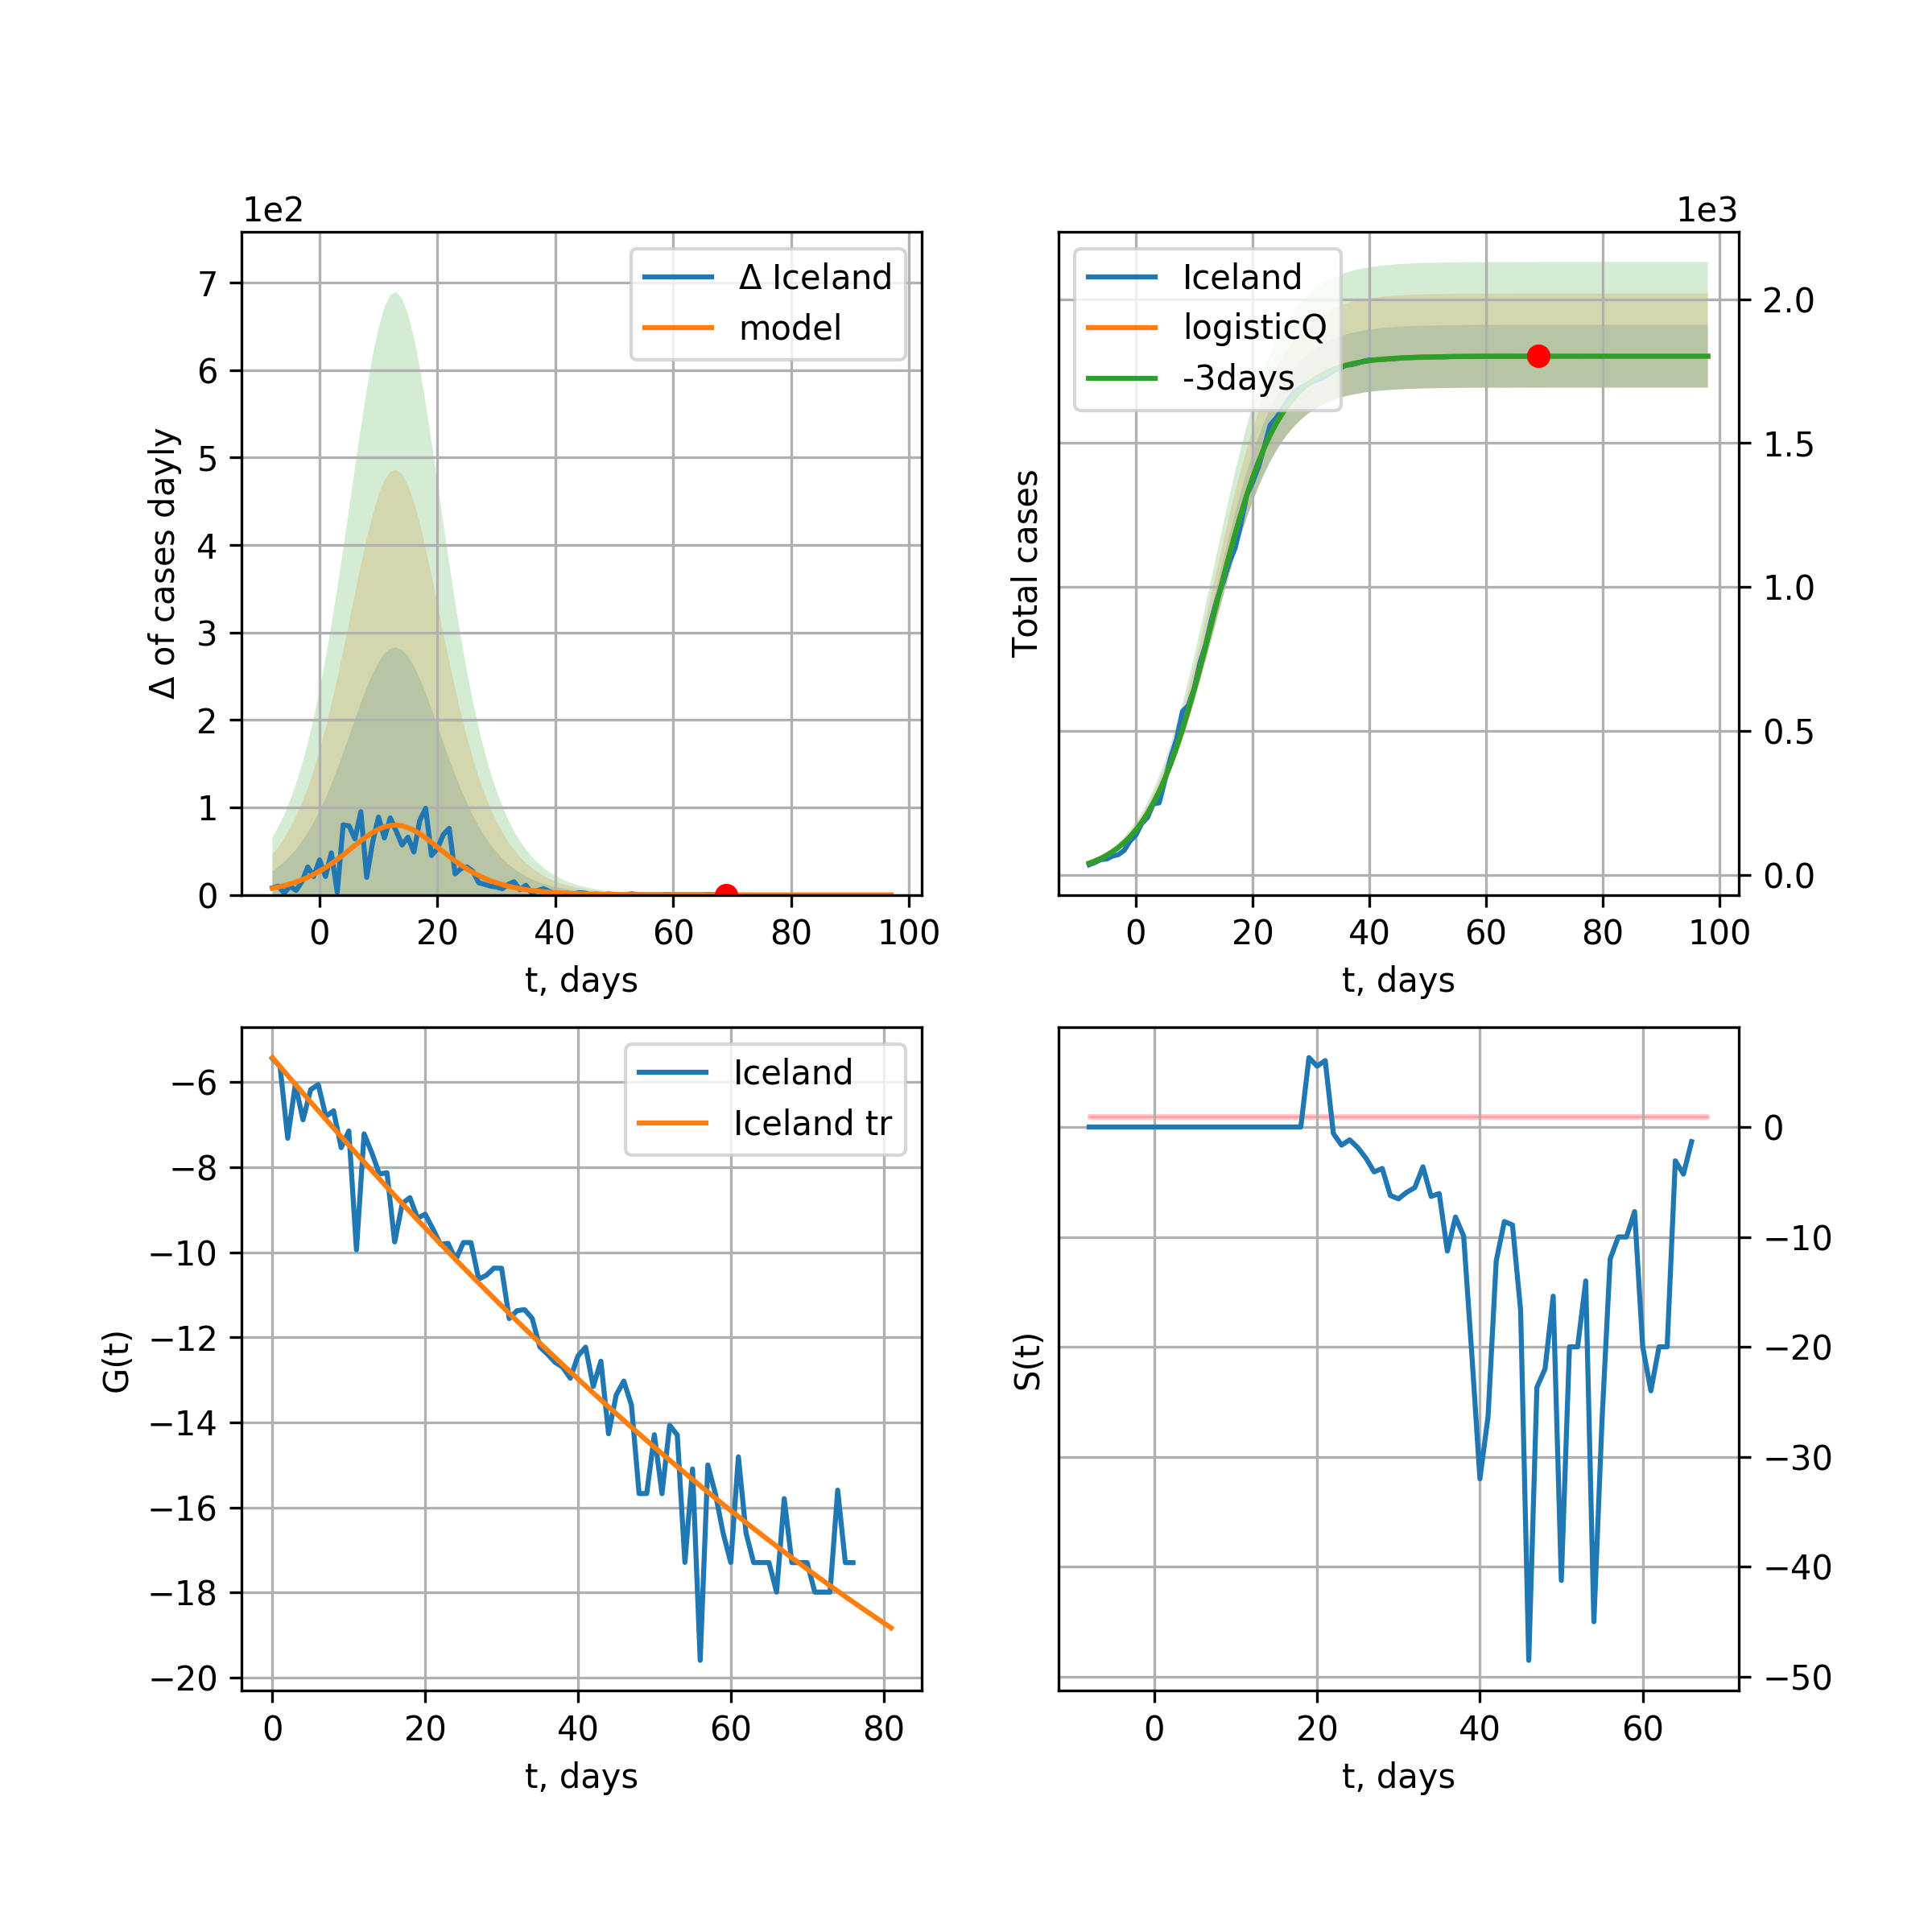 1e2
7
6
5
4
3
2
1
0
Δ of cases dayly
Δ Iceland
model
0 20 40 60 80 100
t, days
1e3
Iceland
logisticQ
-3days
Total cases
2.0
1.5
1.0
0.5
0.0
0 20 40 60 80 100
t, days
Iceland
Iceland tr
−6
−8
−10
−12
−14
−16
−18
−20
G(t)
0 20 40 60 80
t, days
S(t)
0
−10
−20
−30
−40
−50
0 20 40 60
t, days